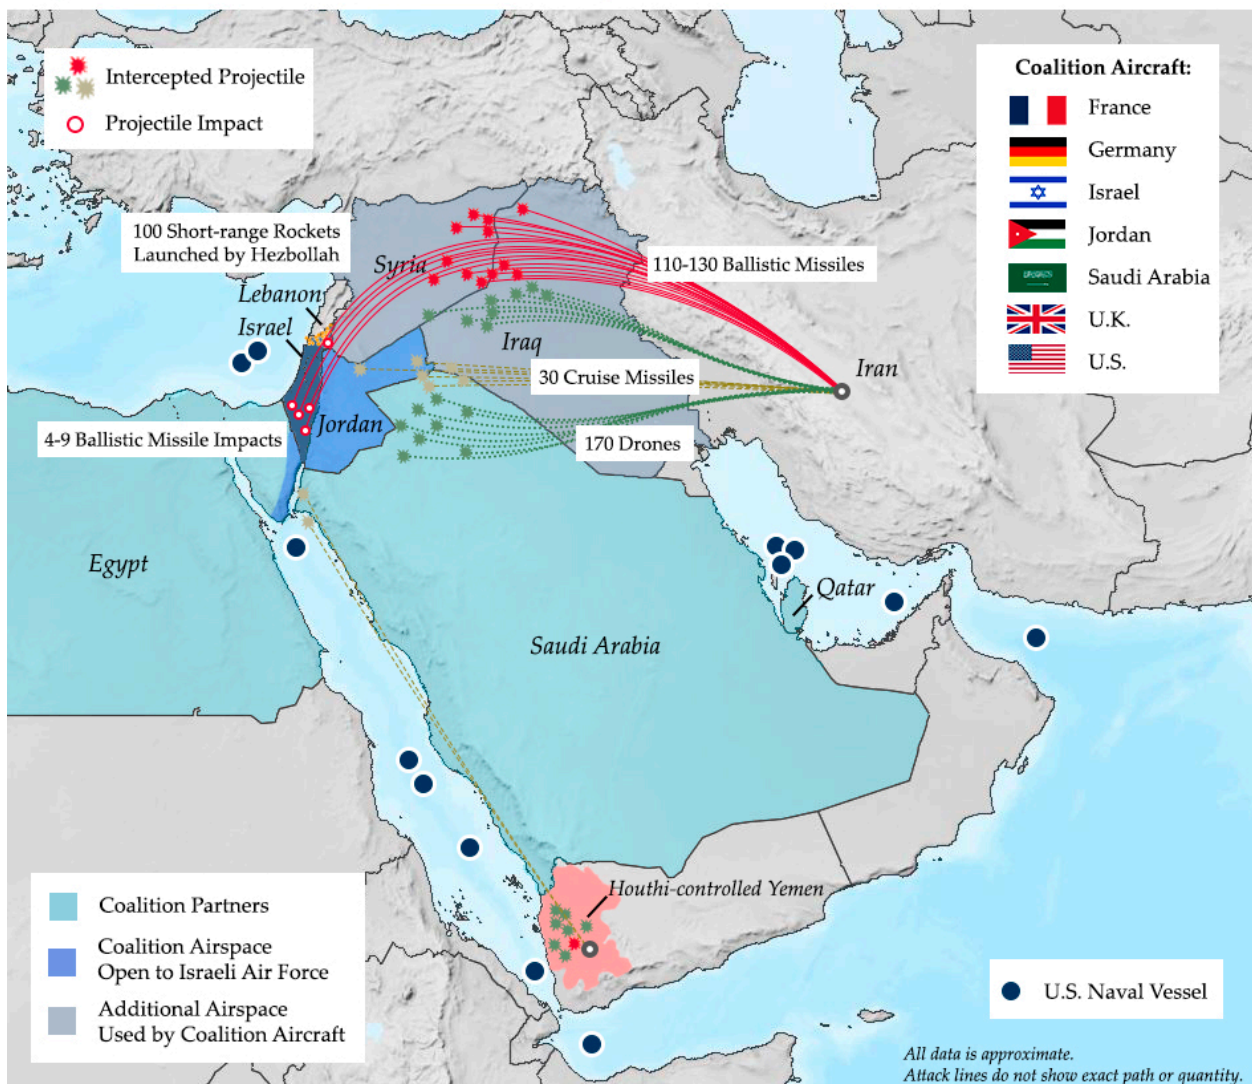 Intercepted Projectile
Projectile Impact
Coalition Aircraft:
France
Germany
Israel
Jordan
Saudi Arabia
U.K.
U.S.
100 Short-range Rockets
Launched by Hezbollah
Syria
110-130 Ballistic Missiles
Lebanon
Israel
Iraq
Iran
30 Cruise Missiles
Jordan
4-9 Ballistic Missile Impacts
170 Drones
Egypt
Qatar
Saudi Arabia
Houthi-controlled Yemen
Coalition Partners
Coalition Airspace
Open to Israeli Air Force
Additional Airspace
Used by Coalition Aircraft
U.S. Naval Vessel
All data is approximate.
Attack lines do not show exact path or quantity.